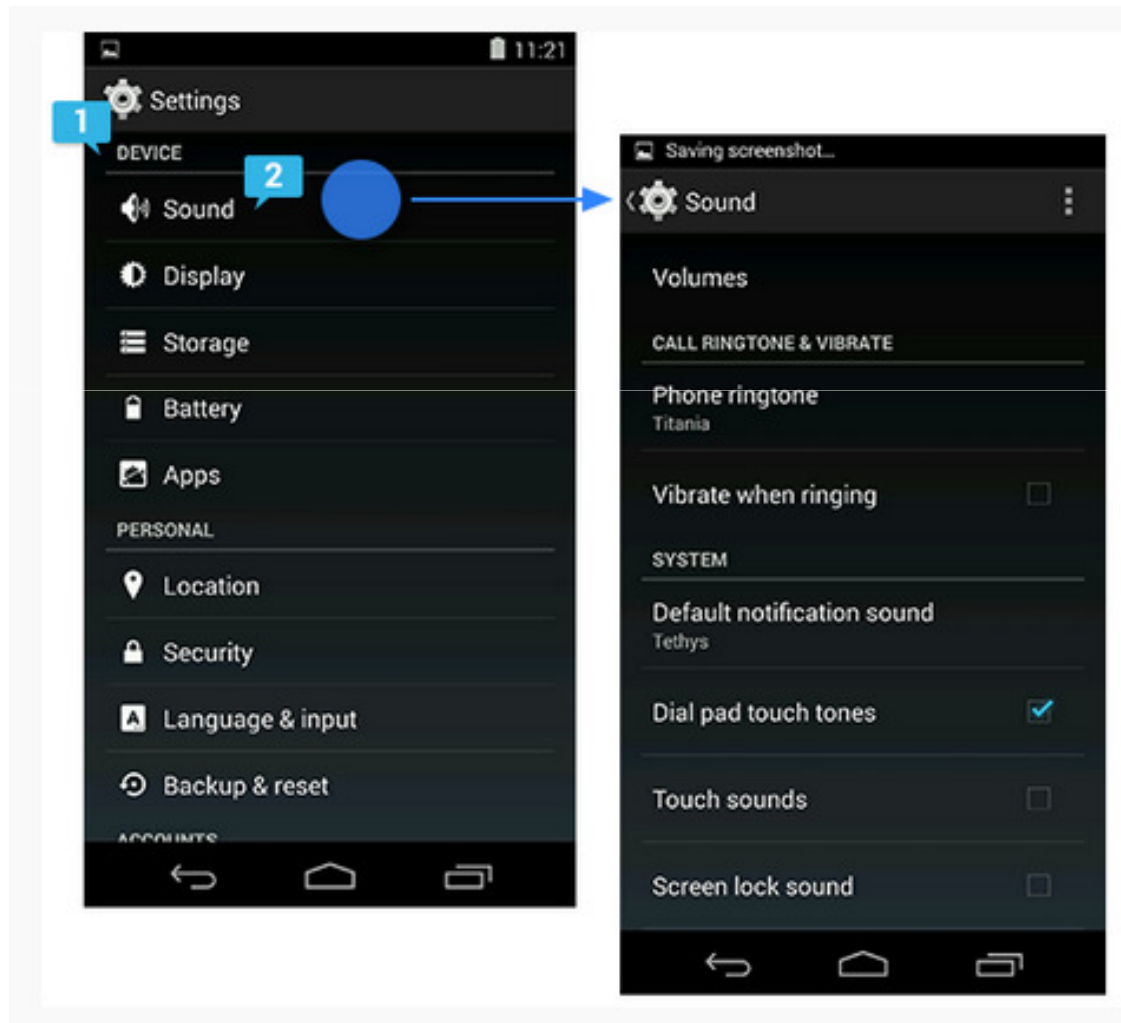 11:21
Settings
1
DEVICE
2
Sound
Display
Storage
Battery
Apps
PERSONAL
Location
Security
Language & input
Backup & reset
ACCOUNTS
Saving screenshot...
Sound
Volumes
CALL RINGTONE & VIBRATE
Phone ringtone
Titania
Vibrate when ringing
SYSTEM
Default notification sound
Tethys
Dial pad touch tones
Touch sounds
Screen lock sound